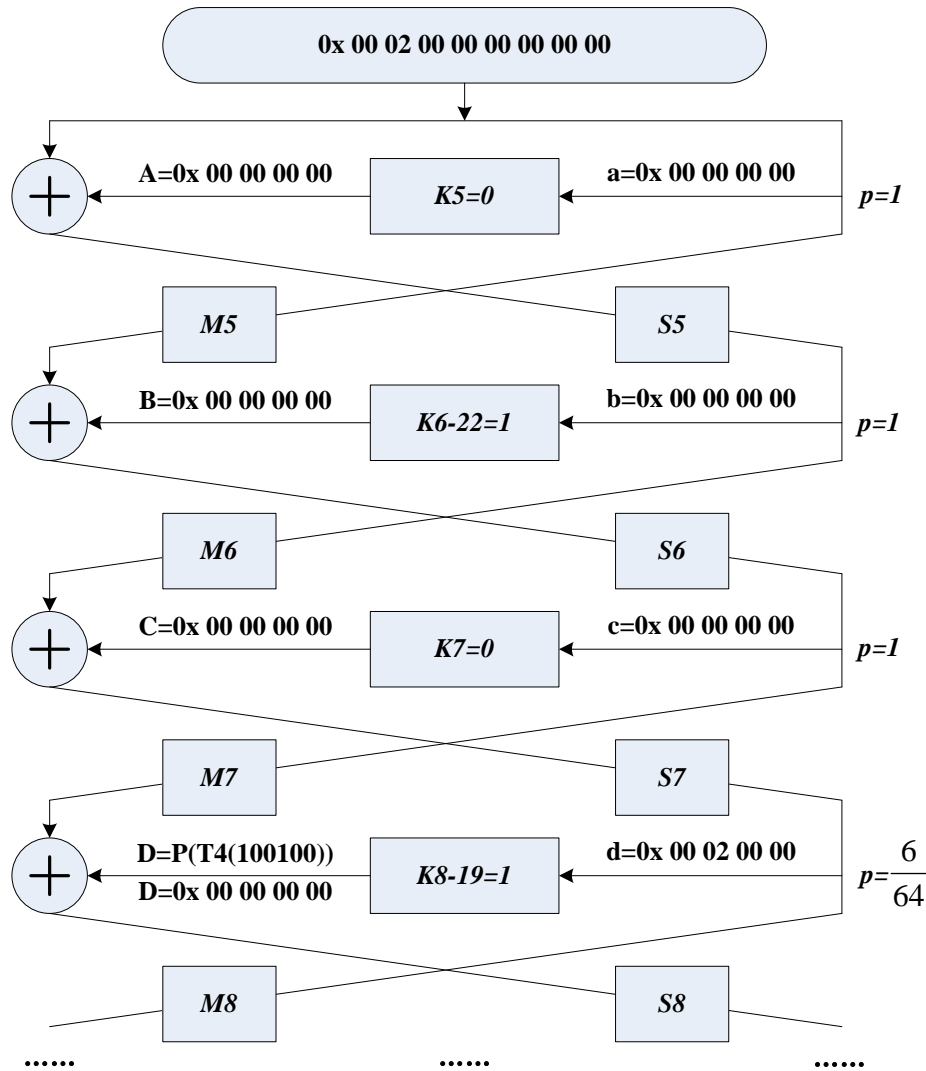 0x 00 02 00 00 00 00 00 00
A=0x 00 00 00 00
K5=0
a=0x 00 00 00 00
p=1
M5
S5
B=0x 00 00 00 00
K6-22=1
b=0x 00 00 00 00
p=1
M6
S6
C=0x 00 00 00 00
K7=0
c=0x 00 00 00 00
p=1
M7
S7
D=P(T4(100100))
D=0x 00 00 00 00
K8-19=1
d=0x 00 02 00 00
p=6/64
M8
S8
...... ...... ......